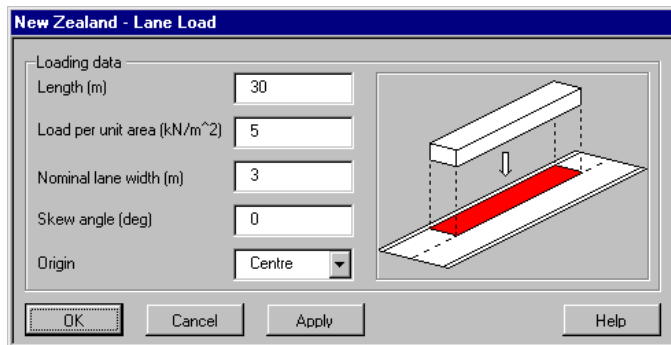 New Zealand - Lane Load
Loading data
Length (m) 30
Load per unit area (kN/m^2) 5
Nominal lane width (m) 3
Skew angle (deg) 0
Origin Centre
OK Cancel Apply Help